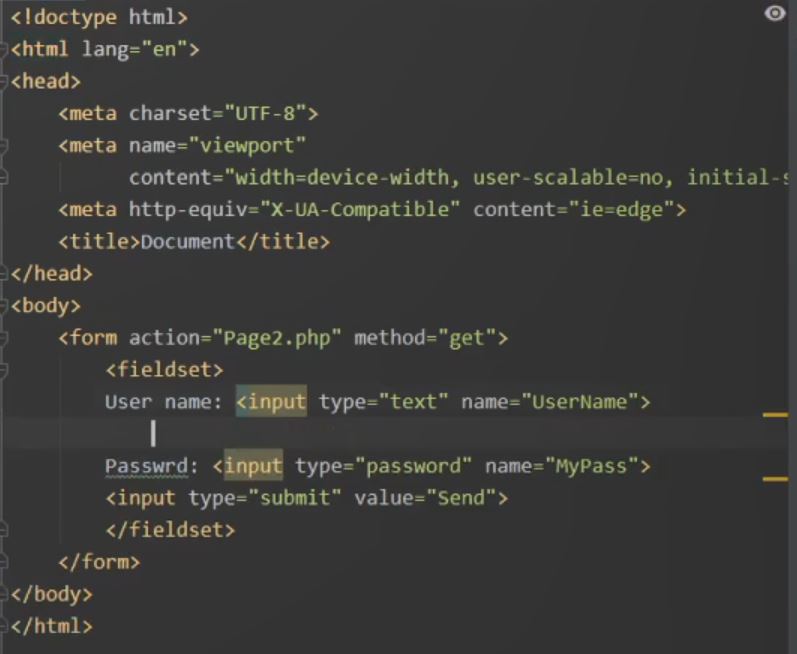 <!doctype html>
<html lang="en">
<head>
<meta charset="UTF-8">
<meta name="viewport"
content="width=device-width, user-scalable=no, initial-s
<meta http-equiv="X-UA-Compatible" content="ie=edge">
<title>Document</title>
</head>
<body>
<form action="Page2.php" method="get">
<fieldset>
User name: <input type="text" name="UserName">
Passwrd: <input type="password" name="MyPass">
<input type="submit" value="Send">
</fieldset>
</form>
</body>
</html>